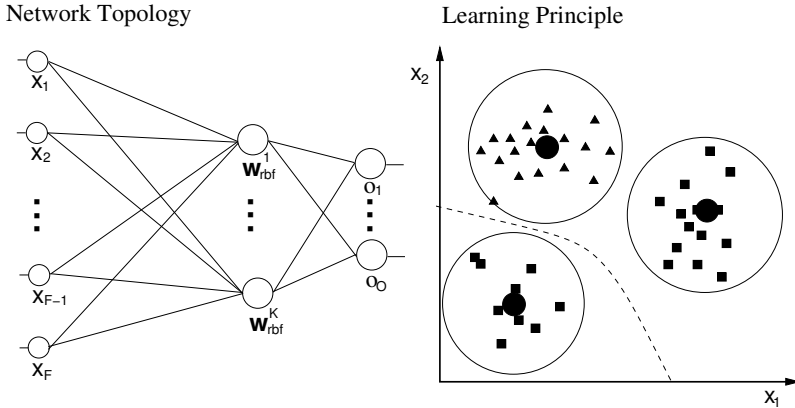 Network Topology
Learning Principle
X1
X2
XF−1
XF
w1rbf
wKrbf
o1
oO
X2
X1